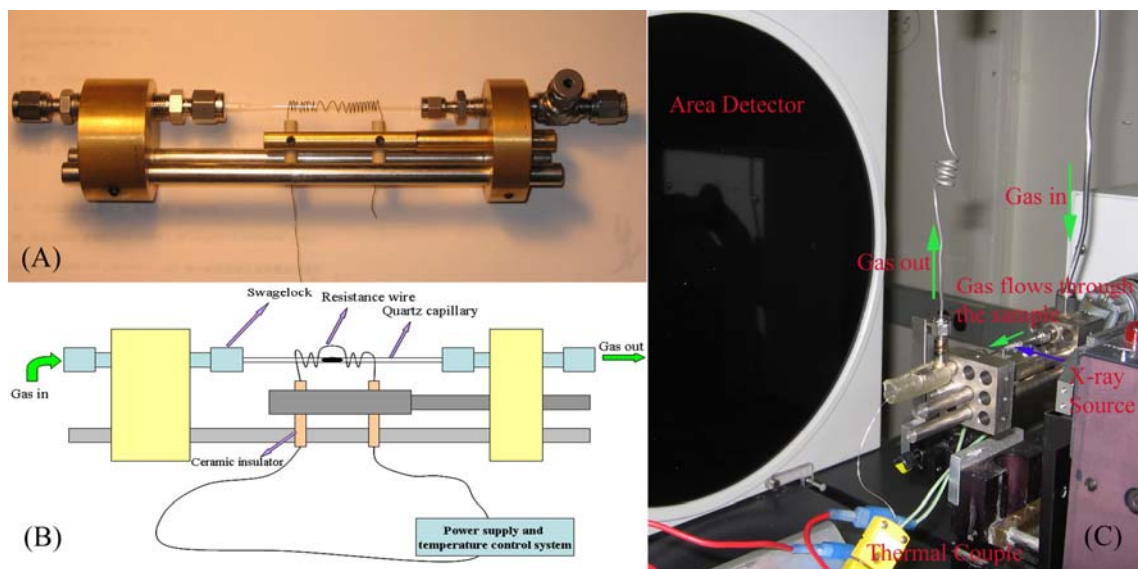 (A)
Swagelock
Resistance wire
Quartz capillary
Gas in
Gas out
Ceramic insulator
Power supply and
temperature control system
(B)
Area Detector
Gas in
Gas out
Gas flows through
the sample
X-ray
Source
Thermal Couple
(C)